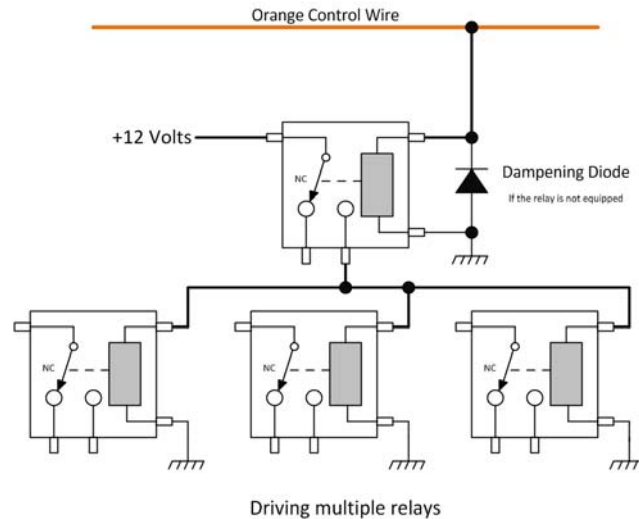 Orange Control Wire
+12 Volts
NC
Dampening Diode
If the relay is not equipped
NC
NC
NC
Driving multiple relays